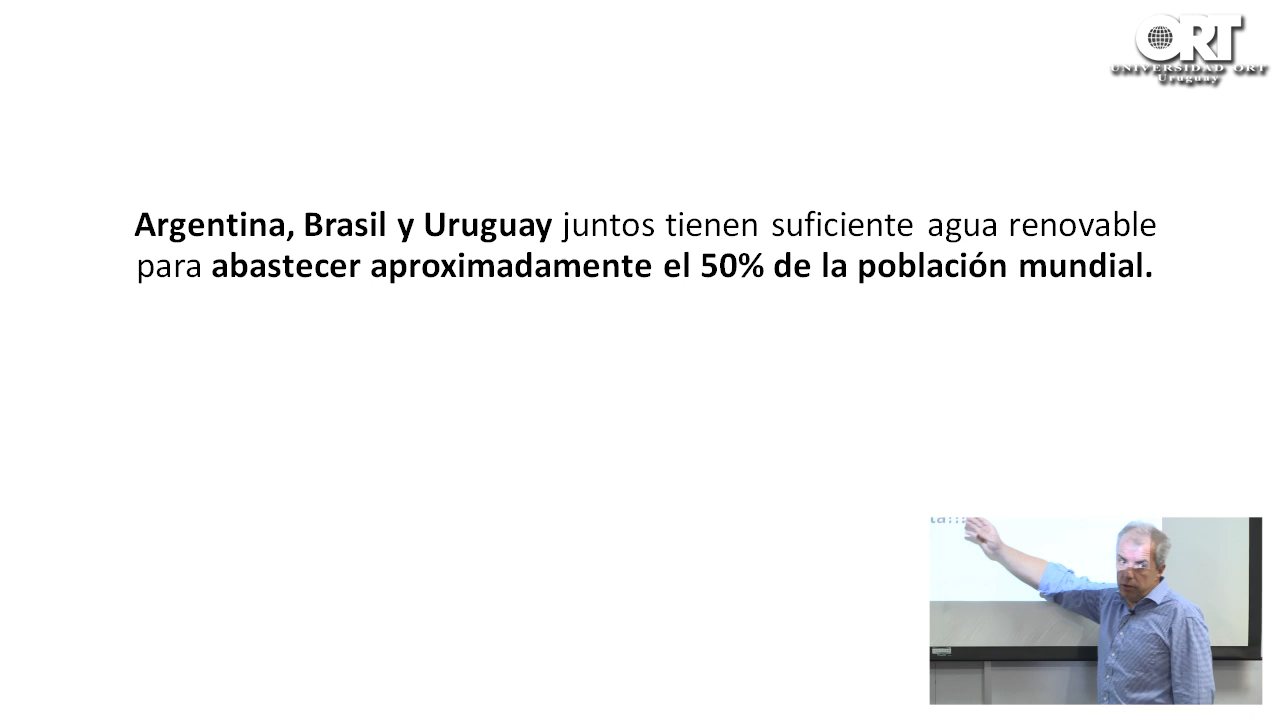 ORT
UNIVERSIDAD ORT
Uruguay
Argentina, Brasil y Uruguay juntos tienen suficiente agua renovable
para abastecer aproximadamente el 50% de la población mundial.